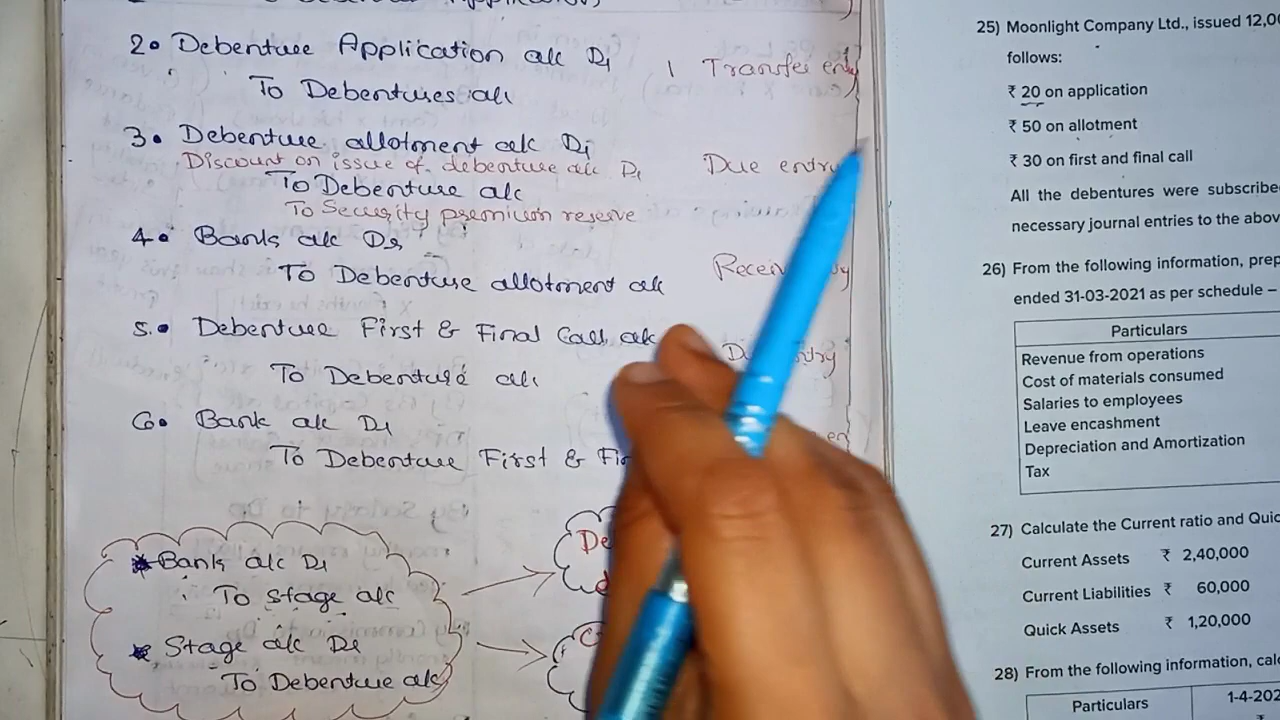 2. Debenture Application a/c Dr
1 Transfer entry
To Debentures a/c
3. Debenture allotment a/c Dr
Discount on issue of debenture a/c Dr
Due entry
To Debenture a/c
To Security premium reserve
4. Bank a/c Dr
To Debenture allotment a/c
5. Debenture First & Final Call a/c
To Debenture a/c
6. Bank a/c Dr
To Debenture First &
Bank a/c Dr
To Stage a/c
Stage a/c Dr
To Debenture a/c
25) Moonlight Company Ltd., issued 12,0
follows:
₹ 20 on application
₹ 50 on allotment
₹ 30 on first and final call
All the debentures were subscribe
necessary journal entries to the abov
26) From the following information, prep
ended 31-03-2021 as per schedule –
Particulars
Revenue from operations
Cost of materials consumed
Salaries to employees
Leave encashment
Depreciation and Amortization
Tax
27) Calculate the Current ratio and Quic
Current Assets ₹ 2,40,000
Current Liabilities ₹ 60,000
Quick Assets ₹ 1,20,000
28) From the following information, calc
Particulars 1-4-202